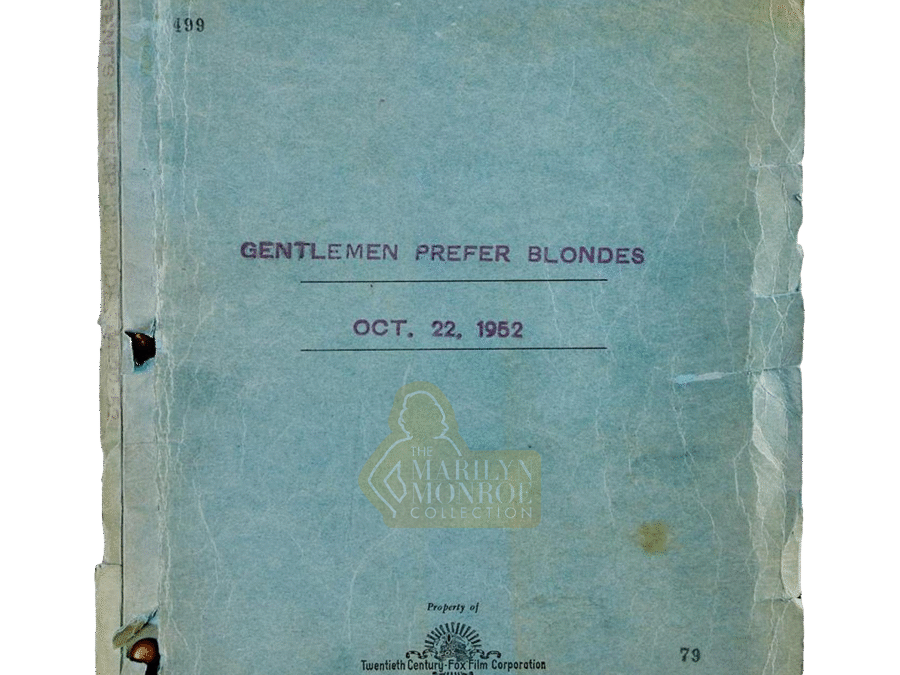 499
GENTLEMEN PREFER BLONDES
OCT. 22, 1952
THE
MARILYN
MONROE
COLLECTION
Property of
Twentieth Century-Fox Film Corporation
79